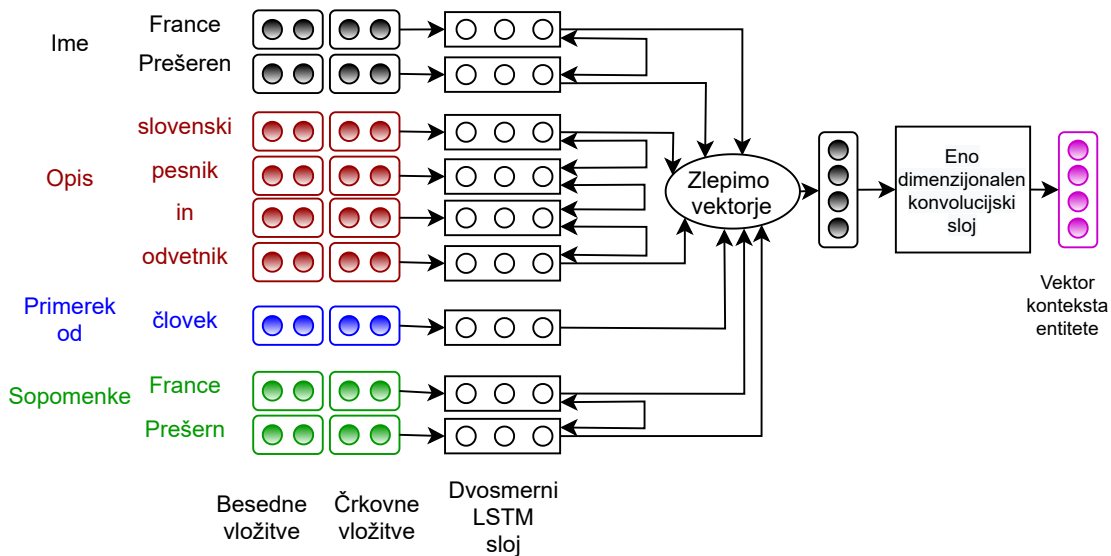 Ime
France
Prešeren
Opis
slovenski
pesnik
in
odvetnik
Primerek
od
človek
Sopomenke
France
Prešern
Besedne
vložitve
Črkovne
vložitve
Dvosmerni
LSTM
sloj
Zlepimo
vektorje
Eno
dimenzijonalen
konvolucijski
sloj
Vektor
konteksta
entitete